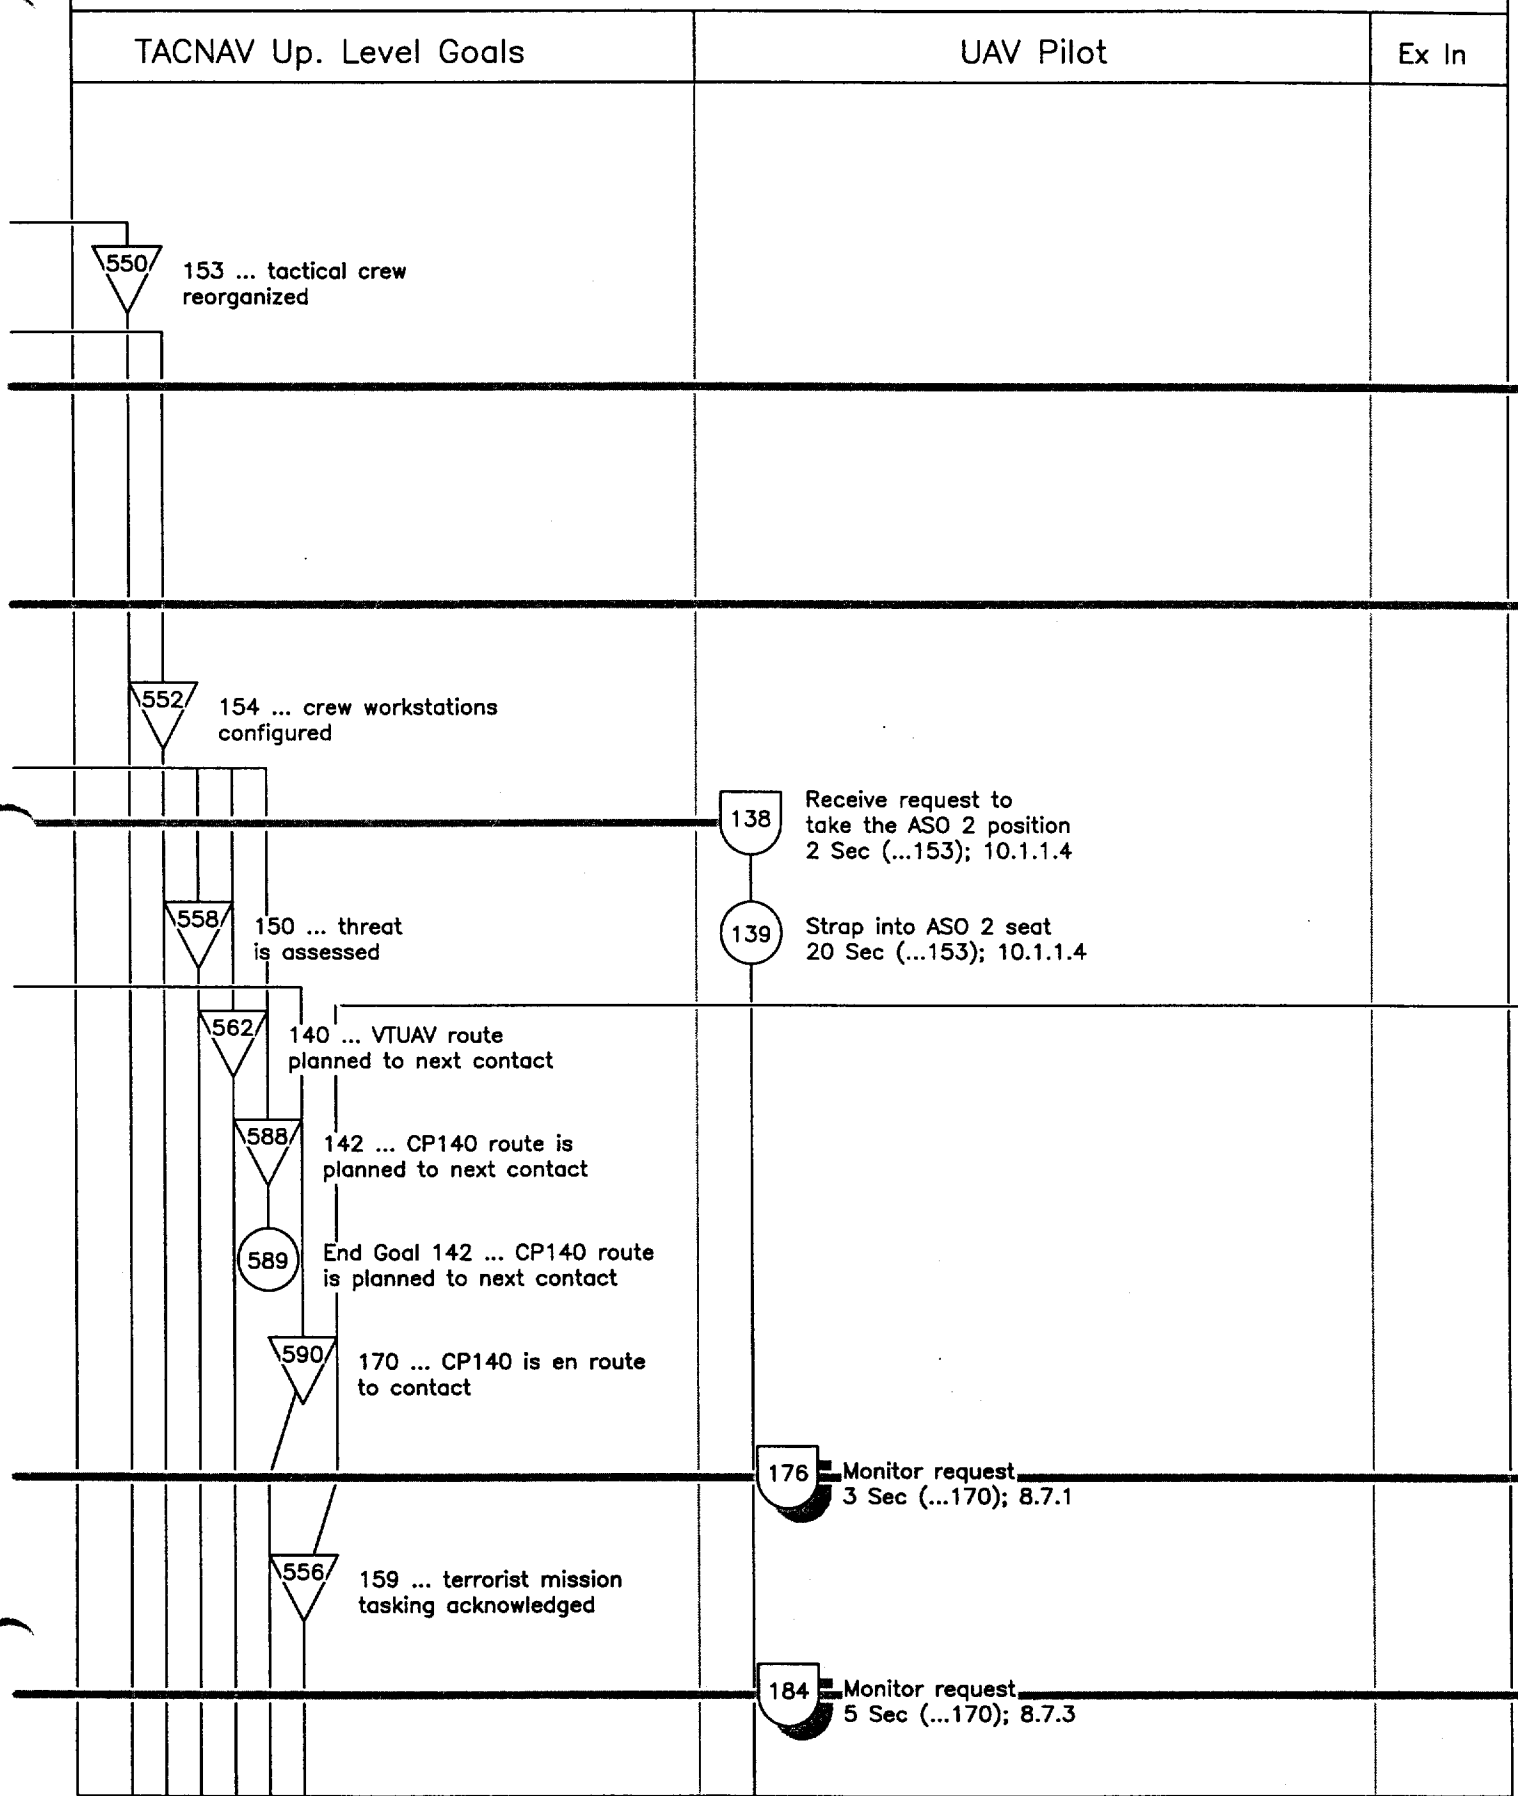 TACNAV Up. Level Goals
UAV Pilot
Ex In
550
153 ... tactical crew
reorganized
552
154 ... crew workstations
configured
138
Receive request to
take the ASO 2 position
2 Sec (...153); 10.1.1.4
558
150 ... threat
is assessed
139
Strap into ASO 2 seat
20 Sec (...153); 10.1.1.4
562
140 ... VTUAV route
planned to next contact
588
142 ... CP140 route is
planned to next contact
589
End Goal 142 ... CP140 route
is planned to next contact
590
170 ... CP140 is en route
to contact
176
Monitor request
3 Sec (...170); 8.7.1
556
159 ... terrorist mission
tasking acknowledged
184
Monitor request
5 Sec (...170); 8.7.3